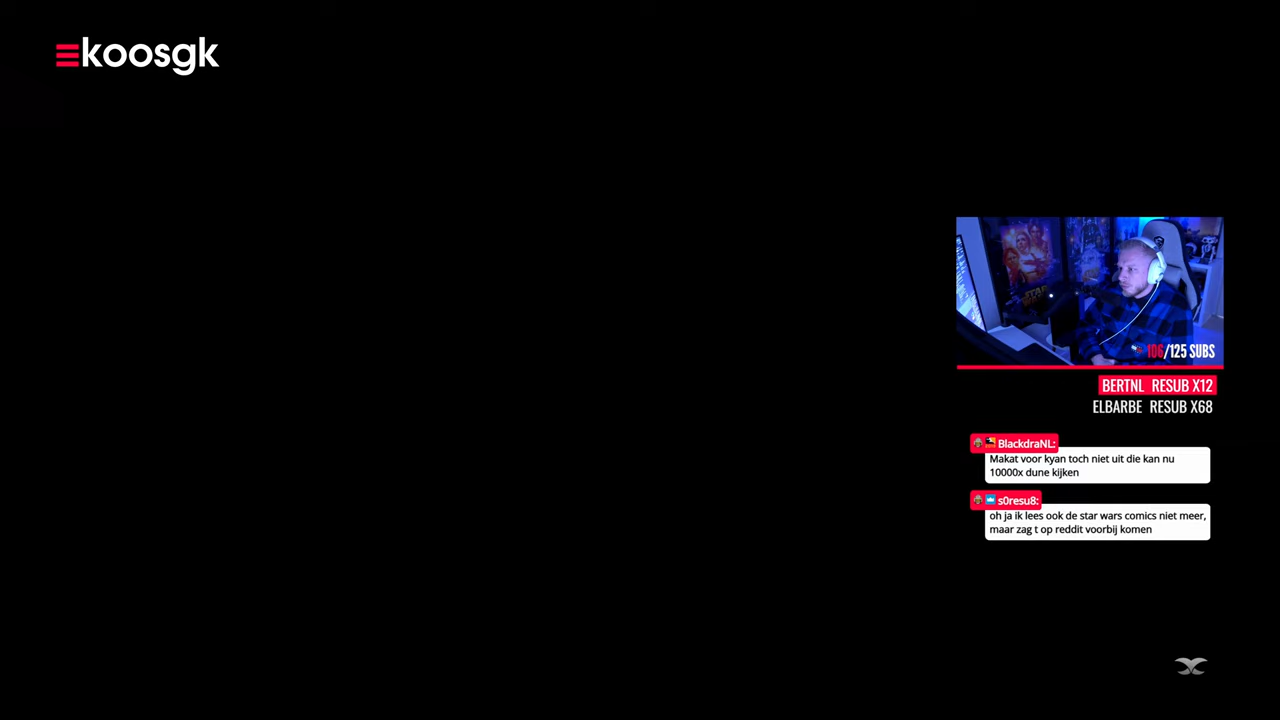 koosgk
STAR
WARS
106/125 SUBS
BERTNL RESUB X12
ELBARBE RESUB X68
BlackdraNL:
Makat voor kyan toch niet uit die kan nu
10000x dune kijken
s0resu8:
oh ja ik lees ook de star wars comics niet meer,
maar zag t op reddit voorbij komen